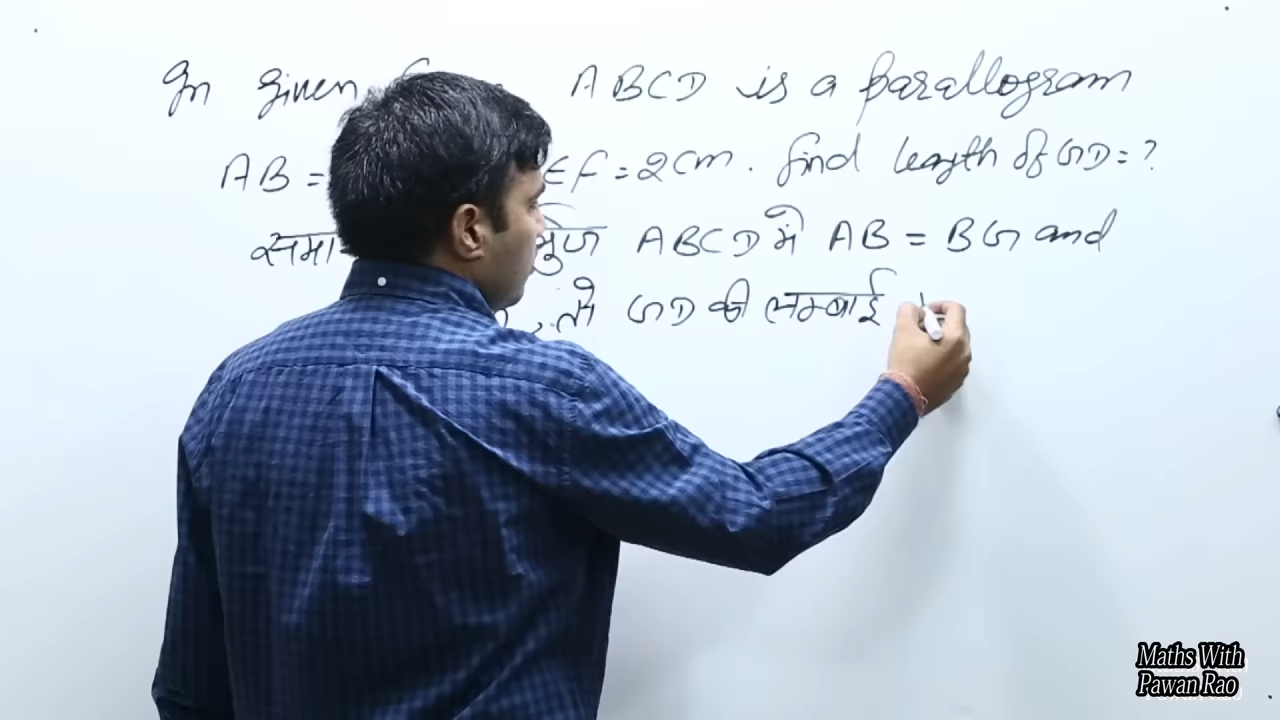 In given ABCD is a parallogram
AB = EF = 2cm. find length of GD = ?
ABCD में AB = BG and
, तो GD की लम्बाई
Maths With
Pawan Rao